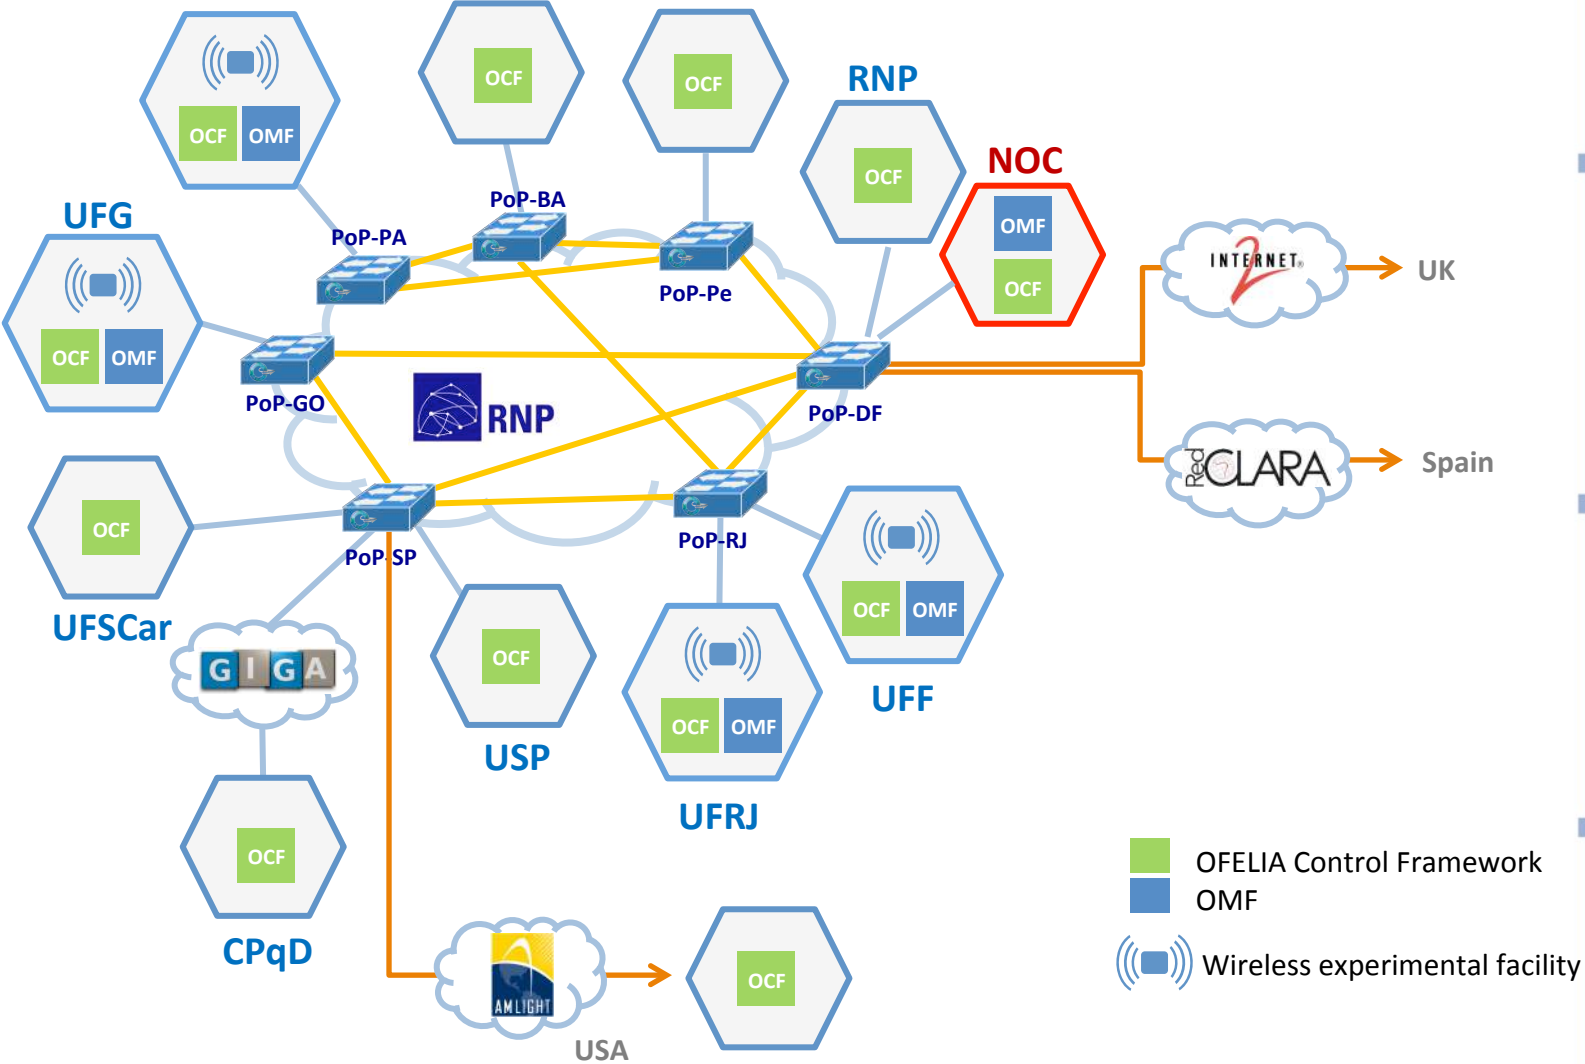 OCF
OCF
RNP
OCF OMF
NOC
OCF
UFG
PoP-BA
OMF
PoP-PA
INTERNET
2
®
UK
OCF
PoP-Pe
OCF OMF
PoP-GO
RNP
PoP-DF
Red CLARA
Spain
OCF
PoP-SP
PoP-RJ
UFSCar
OCF OMF
GIGA
OCF
UFF
OCF OMF
USP
UFRJ
OCF
OFELIA Control Framework
OMF
CPqD
Wireless experimental facility
OCF
AMLIGHT
USA